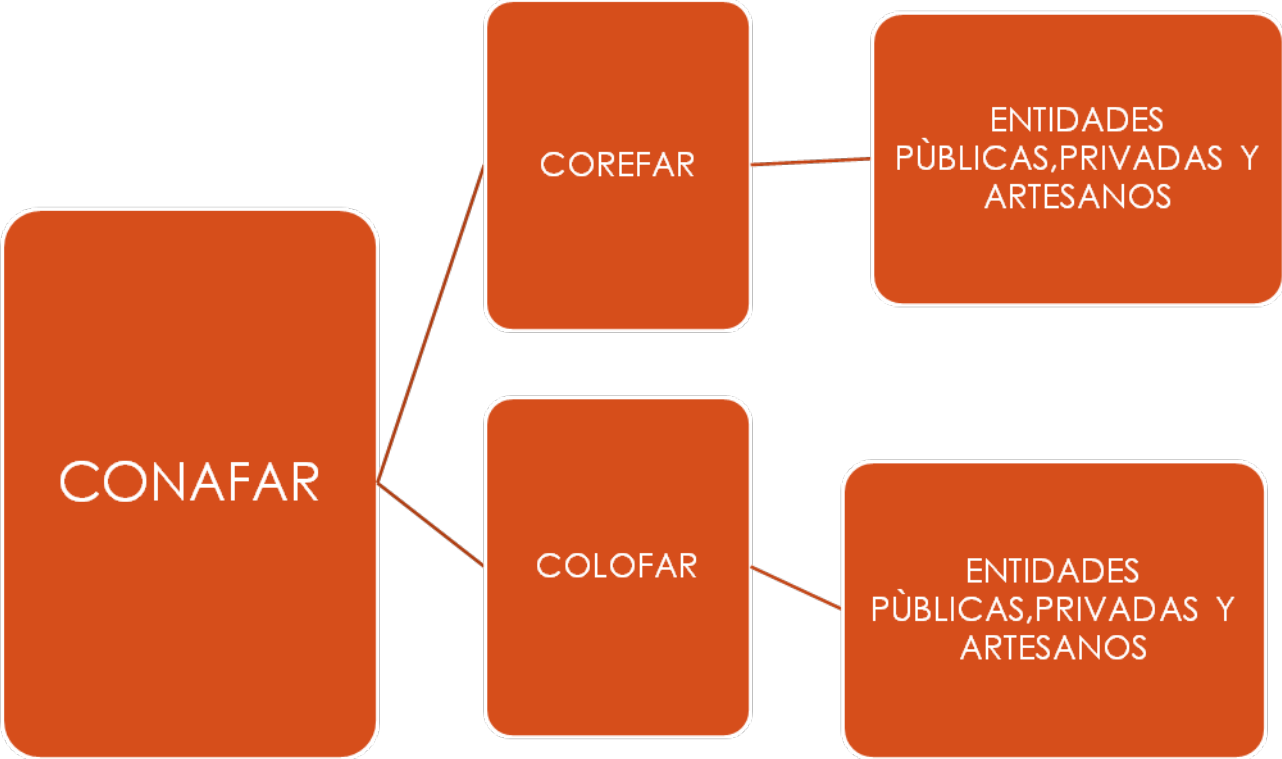 COREFAR
ENTIDADES
PÙBLICAS,PRIVADAS Y
ARTESANOS
CONAFAR
COLOFAR
ENTIDADES
PÙBLICAS,PRIVADAS Y
ARTESANOS